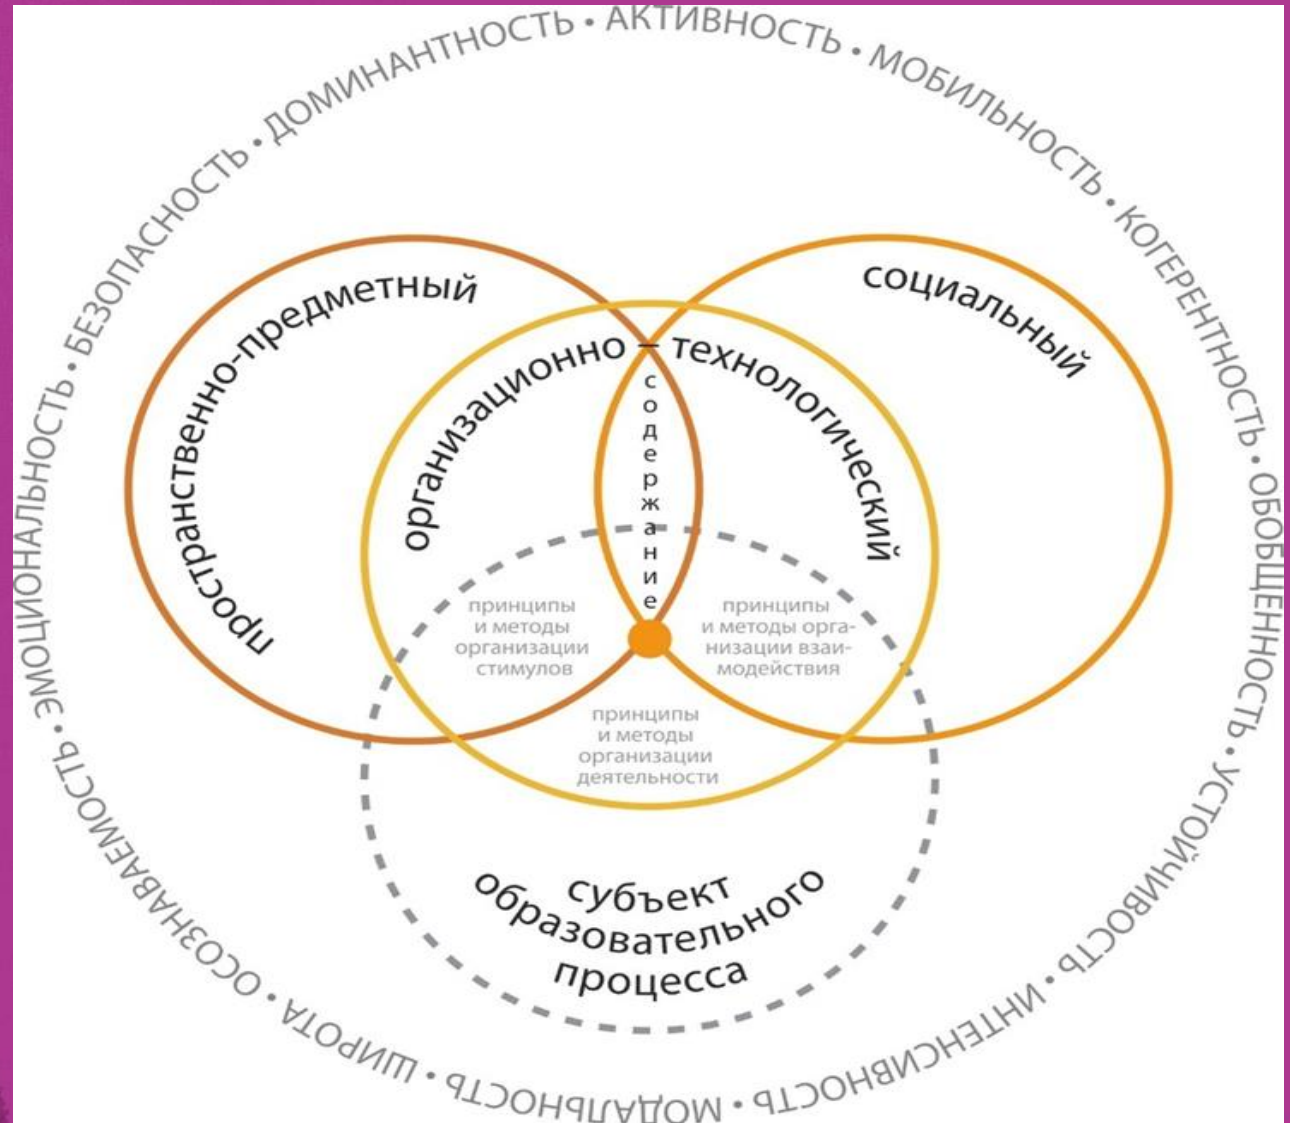 БЕЗОПАСНОСТЬ • ДОМИНАНТНОСТЬ • АКТИВНОСТЬ • МОБИЛЬНОСТЬ • КОГЕРЕНТНОСТЬ • ОБОБЩЕННОСТЬ • УСТОЙЧИВОСТЬ • ИНТЕНСИВНОСТЬ • МОДАЛЬНОСТЬ • ШИРОТА • ОСОЗНАВАЕМОСТЬ • ЭМОЦИОНАЛЬНОСТЬ •
пространственно-предметный
социальный
организационно – технологический
содержание
принципы
и методы
организации
стимулов
принципы
и методы орга-
низации взаи-
модействия
принципы
и методы
организации
деятельности
субъект
образовательного
процесса